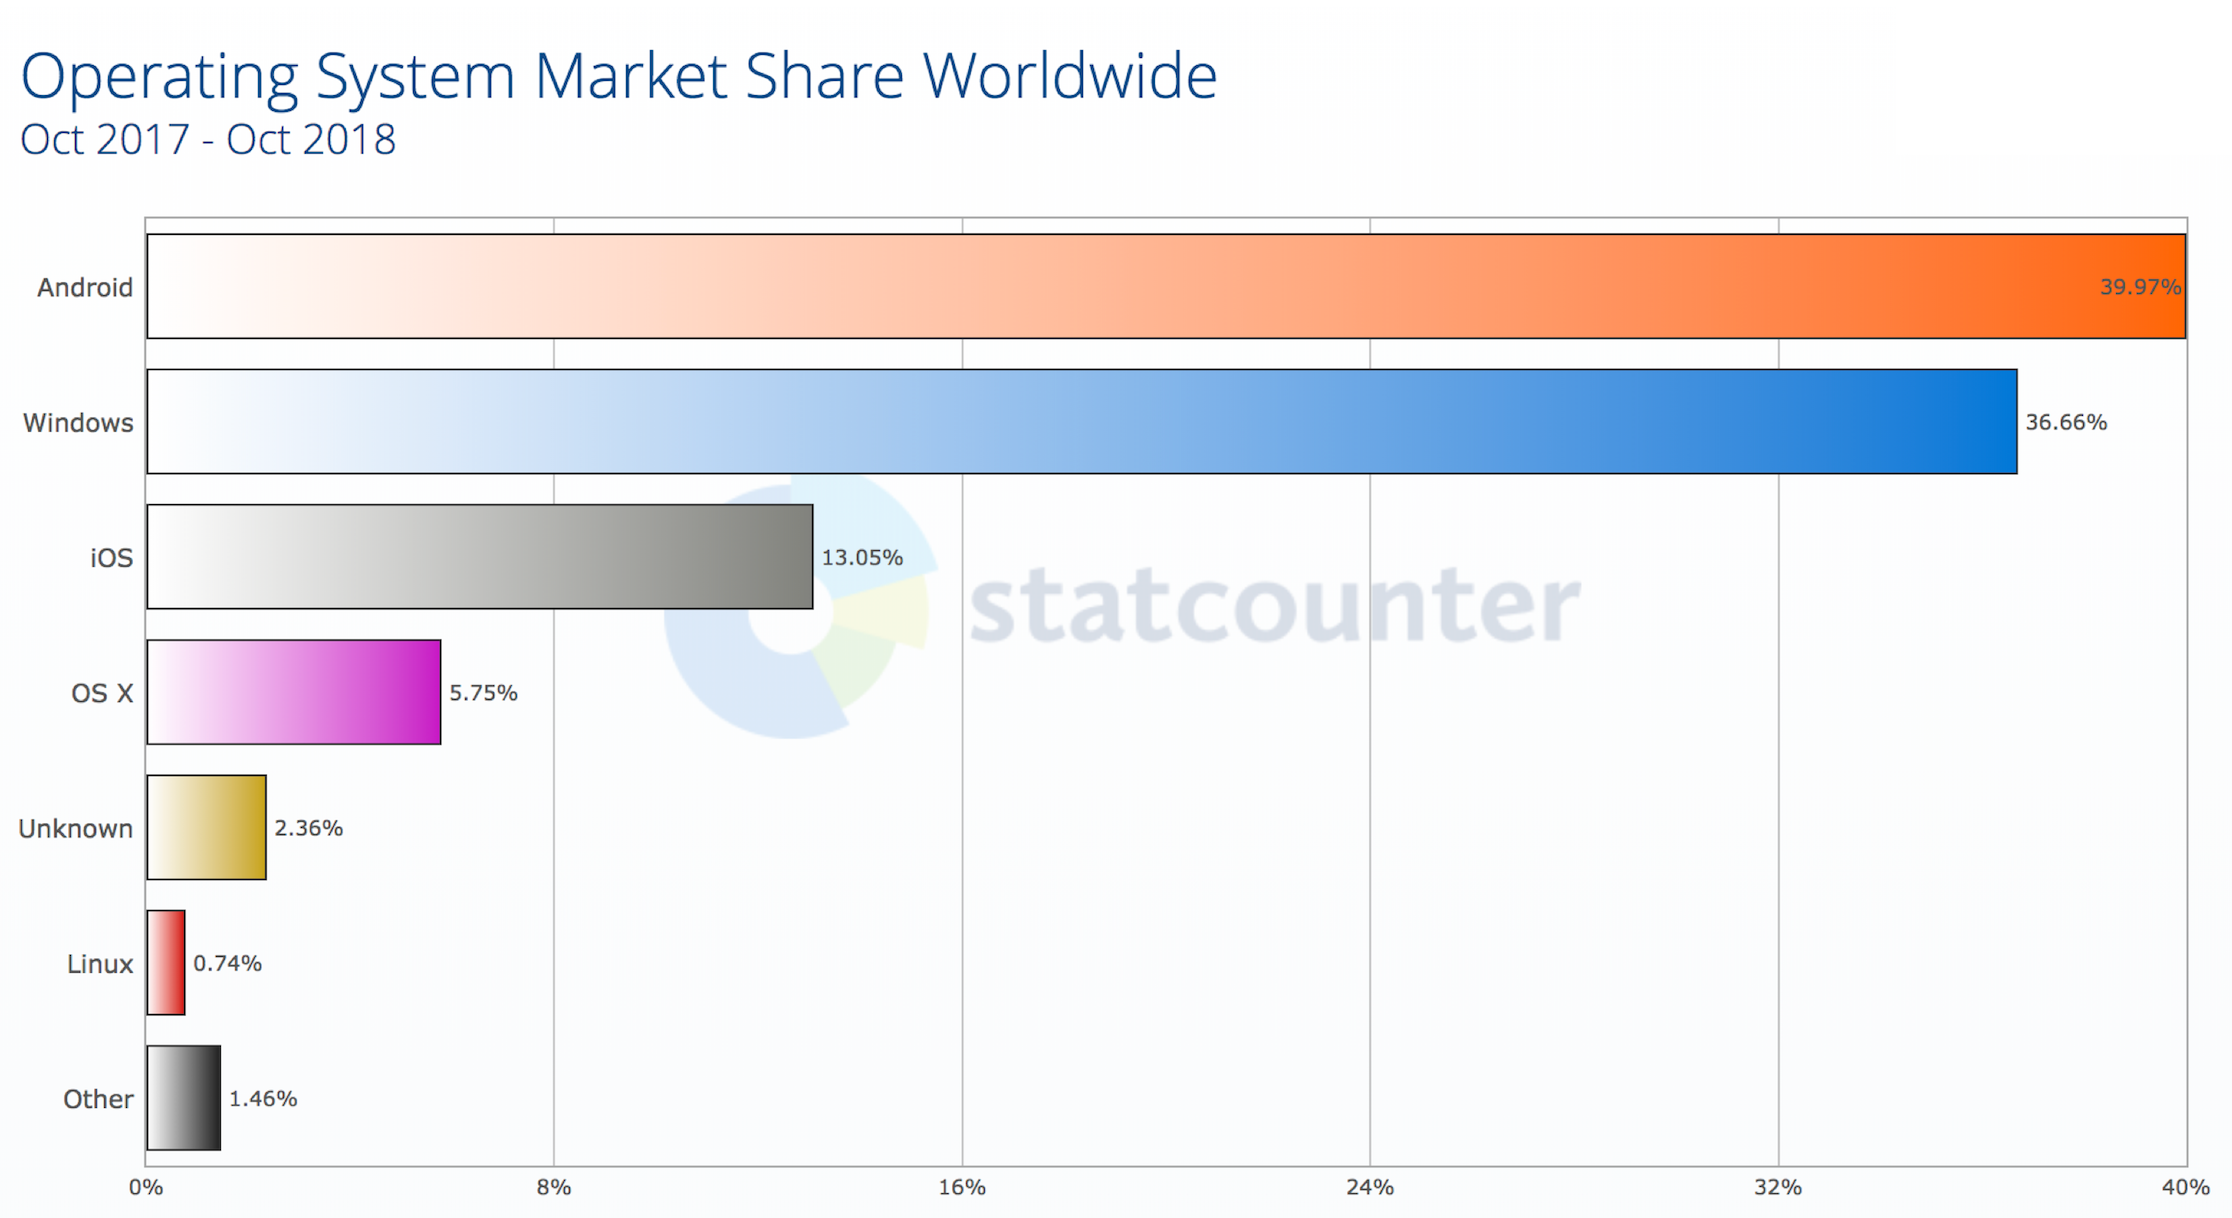 Operating System Market Share Worldwide
Oct 2017 - Oct 2018
Android 39.97%
Windows 36.66%
iOS 13.05%
statcounter
OS X 5.75%
Unknown 2.36%
Linux 0.74%
Other 1.46%
0% 8% 16% 24% 32% 40%